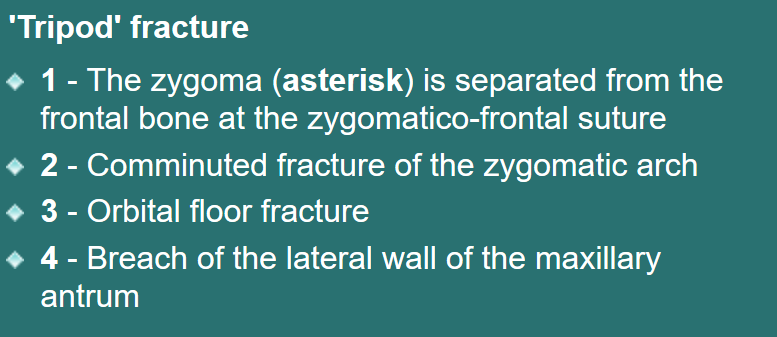 'Tripod' fracture
1 - The zygoma (asterisk) is separated from the
frontal bone at the zygomatico-frontal suture
2 - Comminuted fracture of the zygomatic arch
3 - Orbital floor fracture
4 - Breach of the lateral wall of the maxillary
antrum